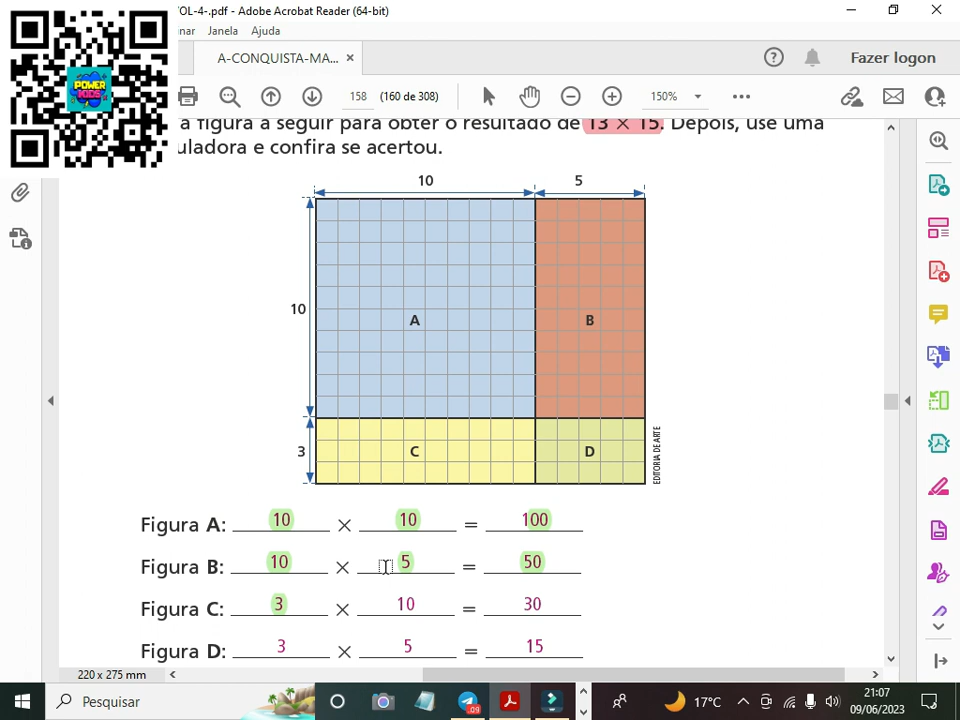 OL-4-.pdf - Adobe Acrobat Reader (64-bit)
Janela Ajuda
POWER
KIDS
A-CONQUISTA-MA...
Fazer logon
158 (160 de 308) 150%
a figura a seguir para obter o resultado de 13 × 15. Depois, use uma
uladora e confira se acertou.
10 5
10
A B
3 C D
EDITORIA DE ARTE
Figura A: 10 × 10 = 100
Figura B: 10 × 5 = 50
Figura C: 3 × 10 = 30
Figura D: 3 × 5 = 15
220 x 275 mm
Pesquisar
09
17°C
21:07
09/06/2023